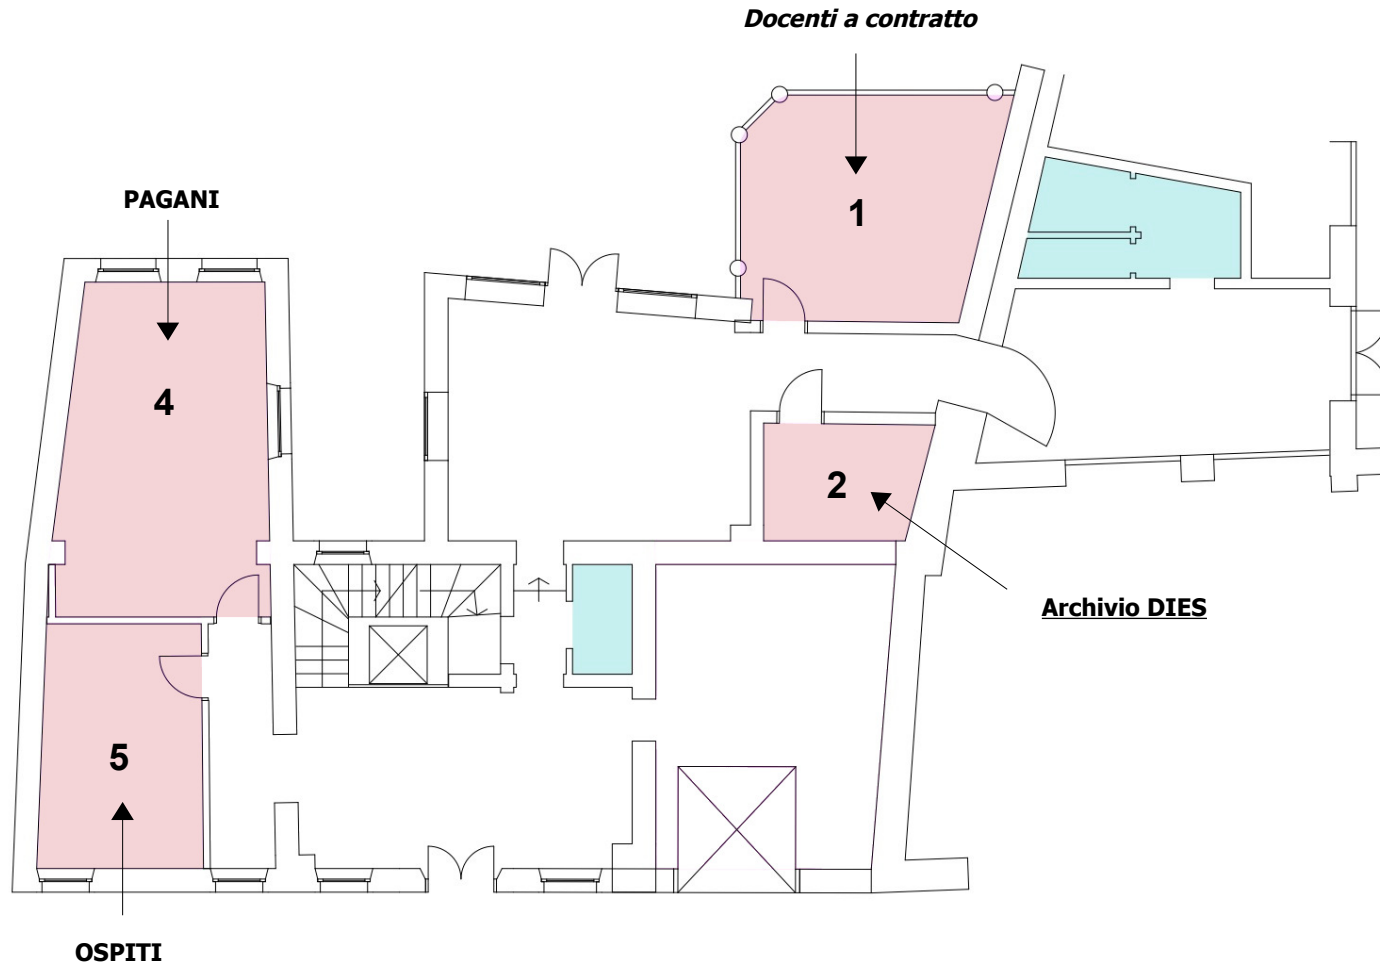 Docenti a contratto
PAGANI
1
4
2
Archivio DIES
5
OSPITI